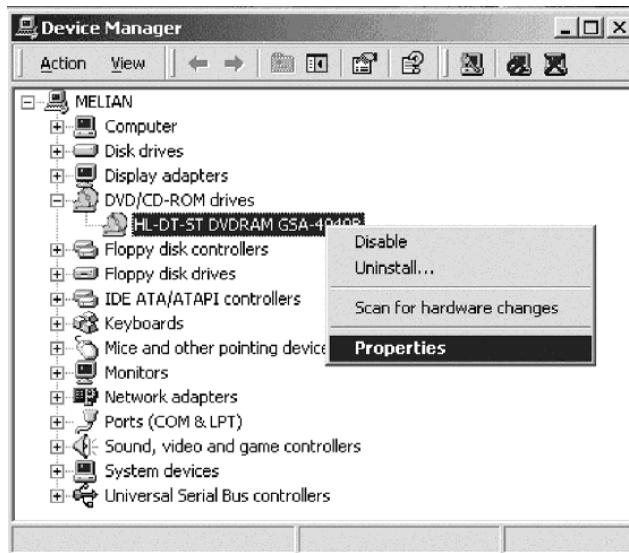 Device Manager
Action View
MELIAN
Computer
Disk drives
Display adapters
DVD/CD-ROM drives
HL-DT-ST DVDRAM GSA-4040B
Floppy disk controllers
Floppy disk drives
IDE ATA/ATAPI controllers
Keyboards
Mice and other pointing device
Monitors
Network adapters
Ports (COM & LPT)
Sound, video and game controllers
System devices
Universal Serial Bus controllers
Disable
Uninstall...
Scan for hardware changes
Properties